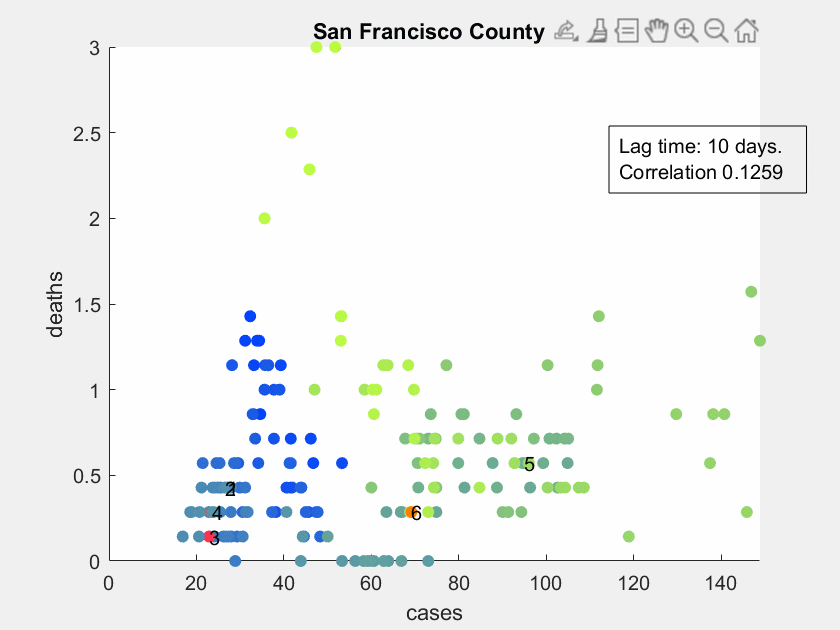 San Francisco County
3
2.5
2
1.5
1
0.5
0
deaths
Lag time: 10 days.
Correlation 0.1259
2
4
3
6
5
0 20 40 60 80 100 120 140
cases